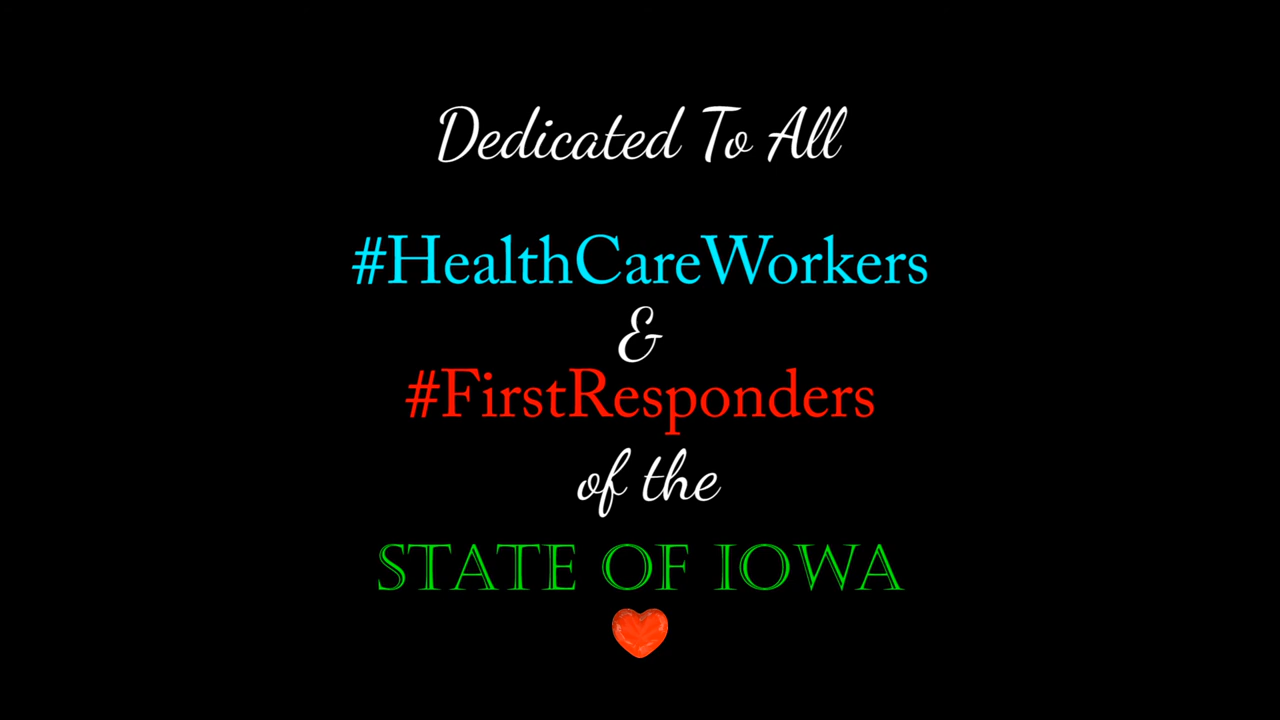 Dedicated To All
#HealthCareWorkers
&
#FirstResponders
of the
STATE OF IOWA